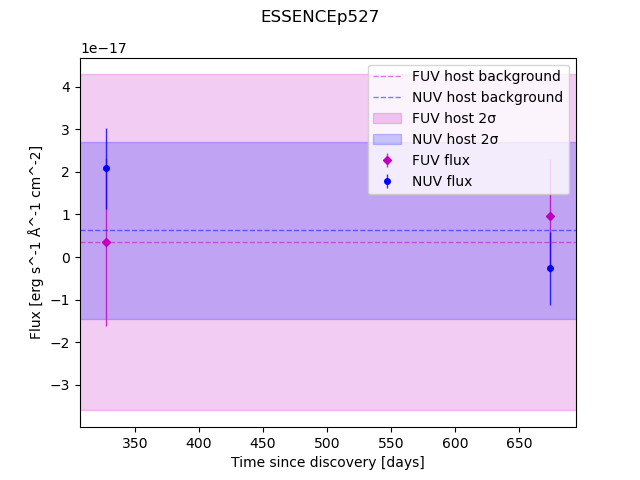 ESSENCEp527
1e−17
FUV host background
NUV host background
FUV host 2σ
NUV host 2σ
FUV flux
NUV flux
4
3
2
1
0
−1
−2
−3
Flux [erg s^-1 Å^-1 cm^-2]
350 400 450 500 550 600 650
Time since discovery [days]